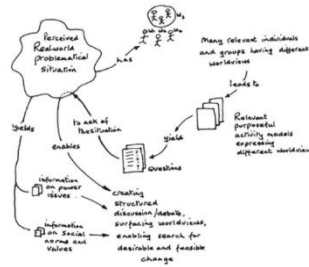 Perceived
Realworld
problematical
situation
has
Many relevant individuals
and groups having different
worldviews
leads to
Relevant
purposeful
activity models
expressing
different worldviews
yield
Questions
to ask of
the situation
yields
enables
information
on power
issues
information
on social
norms and
values
creating
structured
discussion/debate,
surfacing worldviews,
enabling search for
desirable and feasible
change